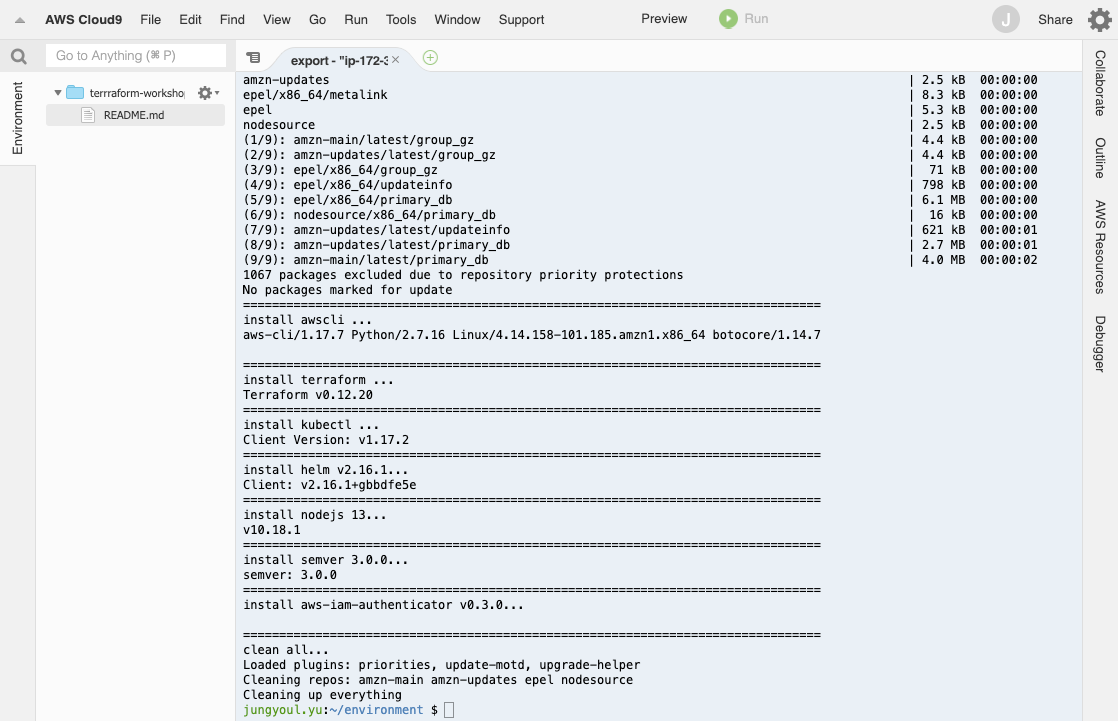 AWS Cloud9 File Edit Find View Go Run Tools Window Support Preview Run J Share
Go to Anything (⌘ P)
export - "ip-172-3
Environment
terrraform-workshop
README.md
amzn-updates | 2.5 kB 00:00:00
epel/x86_64/metalink | 8.3 kB 00:00:00
epel | 5.3 kB 00:00:00
nodesource | 2.5 kB 00:00:00
(1/9): amzn-main/latest/group_gz | 4.4 kB 00:00:00
(2/9): amzn-updates/latest/group_gz | 4.4 kB 00:00:00
(3/9): epel/x86_64/group_gz | 71 kB 00:00:00
(4/9): epel/x86_64/updateinfo | 798 kB 00:00:00
(5/9): epel/x86_64/primary_db | 6.1 MB 00:00:00
(6/9): nodesource/x86_64/primary_db | 16 kB 00:00:00
(7/9): amzn-updates/latest/updateinfo | 621 kB 00:00:01
(8/9): amzn-updates/latest/primary_db | 2.7 MB 00:00:01
(9/9): amzn-main/latest/primary_db | 4.0 MB 00:00:02
1067 packages excluded due to repository priority protections
No packages marked for update
================================================================================
install awscli ...
aws-cli/1.17.7 Python/2.7.16 Linux/4.14.158-101.185.amzn1.x86_64 botocore/1.14.7
================================================================================
install terraform ...
Terraform v0.12.20
================================================================================
install kubectl ...
Client Version: v1.17.2
================================================================================
install helm v2.16.1...
Client: v2.16.1+gbbdfe5e
================================================================================
install nodejs 13...
v10.18.1
================================================================================
install semver 3.0.0...
semver: 3.0.0
================================================================================
install aws-iam-authenticator v0.3.0...
================================================================================
clean all...
Loaded plugins: priorities, update-motd, upgrade-helper
Cleaning repos: amzn-main amzn-updates epel nodesource
Cleaning up everything
jungyoul.yu:~/environment $
Collaborate
Outline
AWS Resources
Debugger